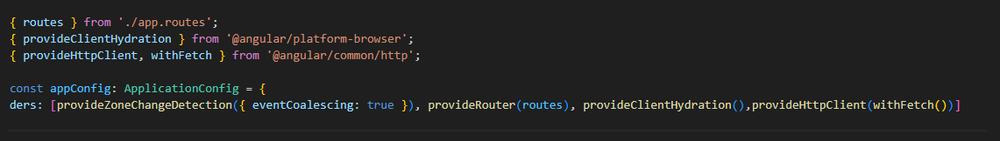 { routes } from './app.routes';
{ provideClientHydration } from '@angular/platform-browser';
{ provideHttpClient, withFetch } from '@angular/common/http';
const appConfig: ApplicationConfig = {
ders: [provideZoneChangeDetection({ eventCoalescing: true }), provideRouter(routes), provideClientHydration(),provideHttpClient(withFetch())]